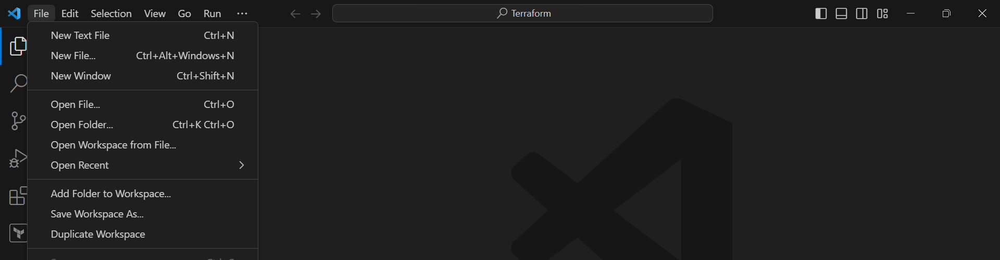 File Edit Selection View Go Run ··· Terraform
New Text File Ctrl+N
New File... Ctrl+Alt+Windows+N
New Window Ctrl+Shift+N
Open File... Ctrl+O
Open Folder... Ctrl+K Ctrl+O
Open Workspace from File...
Open Recent
Add Folder to Workspace...
Save Workspace As...
Duplicate Workspace